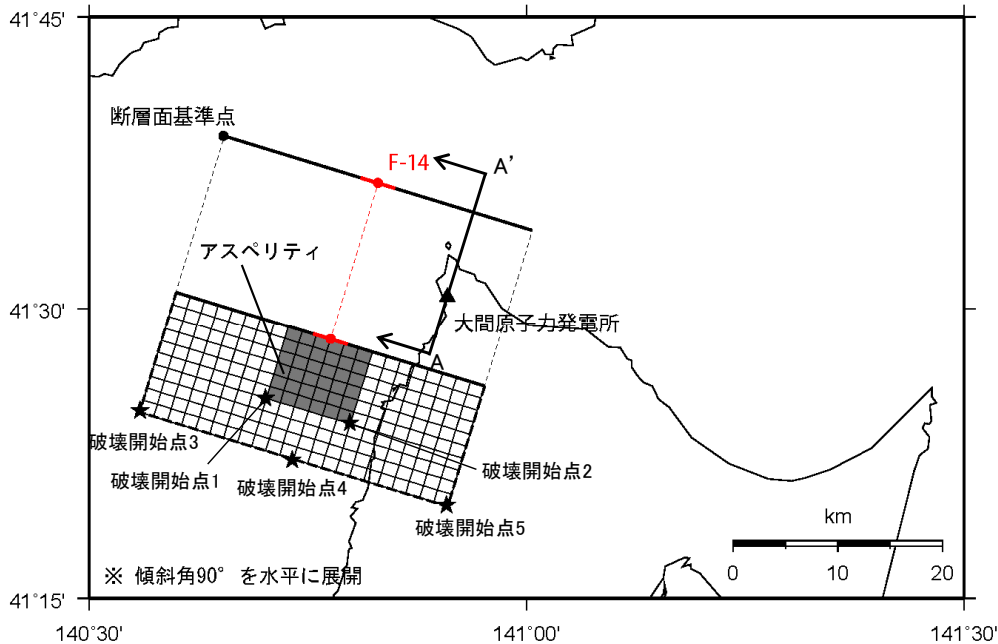 41°45'
断層面基準点
F-14
A'
アスペリティ
41°30'
大間原子力発電所
A
破壊開始点3
破壊開始点1
破壊開始点4
破壊開始点2
破壊開始点5
km
0 10 20
※ 傾斜角90° を水平に展開
41°15'
140°30' 141°00' 141°30'